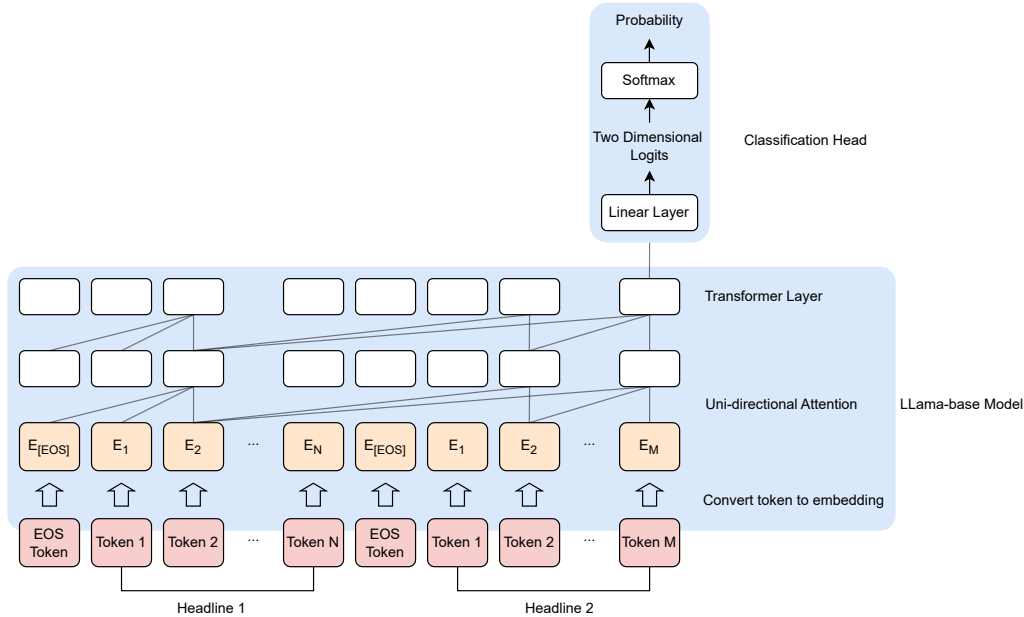 Probability
Softmax
Two Dimensional
Logits
Classification Head
Linear Layer
Transformer Layer
Uni-directional Attention
LLama-base Model
E[EOS] E1 E2 ... EN E[EOS] E1 E2 ... EM
Convert token to embedding
EOS
Token
Token 1
Token 2
...
Token N
EOS
Token
Token 1
Token 2
...
Token M
Headline 1
Headline 2